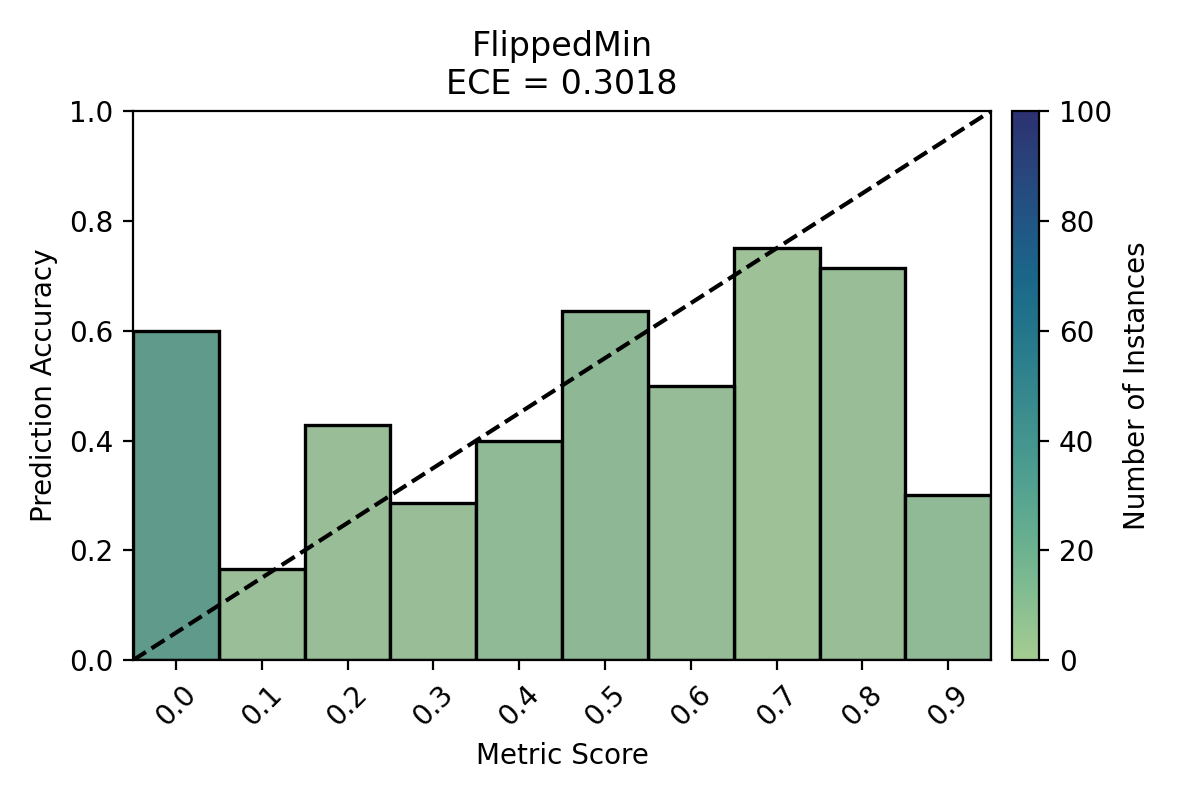 FlippedMin
ECE = 0.3018
1.0
0.8
0.6
0.4
0.2
0.0
Prediction Accuracy
0.0 0.1 0.2 0.3 0.4 0.5 0.6 0.7 0.8 0.9
Metric Score
100
80
60
40
20
0
Number of Instances